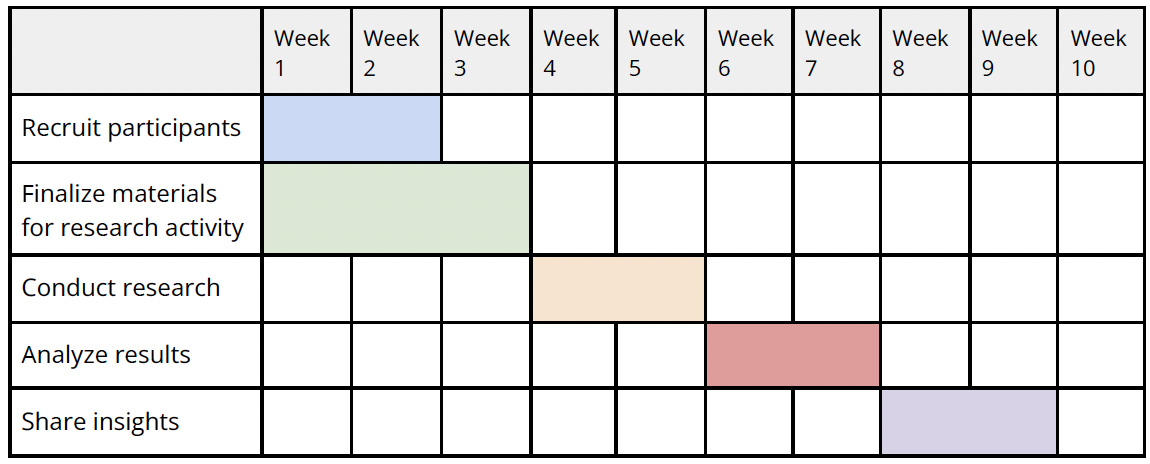 Week Week Week Week Week Week Week Week Week Week
1 2 3 4 5 6 7 8 9 10
Recruit participants
Finalize materials
for research activity
Conduct research
Analyze results
Share insights